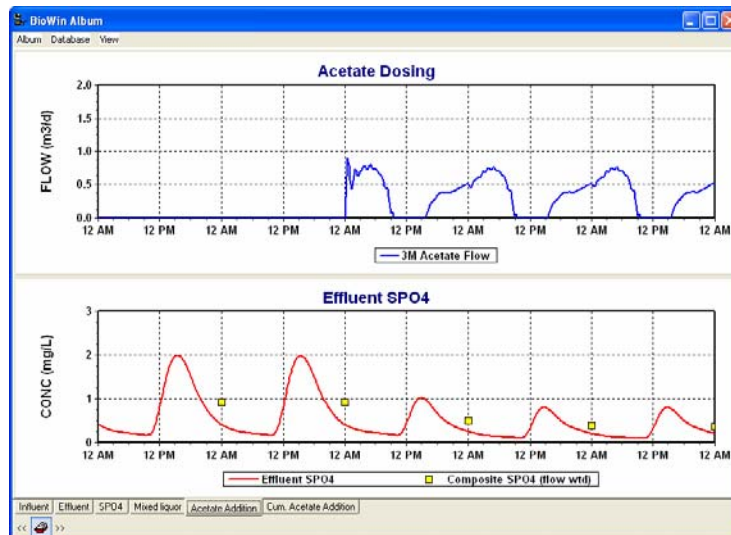 BioWin Album
Album Database View
Acetate Dosing
FLOW (m3/d)
2.0
1.5
1.0
0.5
0.0
12 AM 12 PM 12 AM 12 PM 12 AM 12 PM 12 AM 12 PM 12 AM 12 PM 12 AM
3M Acetate Flow
Effluent SPO4
CONC (mg/L)
3
2
1
0
12 AM 12 PM 12 AM 12 PM 12 AM 12 PM 12 AM 12 PM 12 AM 12 PM 12 AM
Effluent SPO4 Composite SPO4 (flow wtd)
Influent Effluent SPO4 Mixed liquor Acetate Addition Cum. Acetate Addition
<< >>